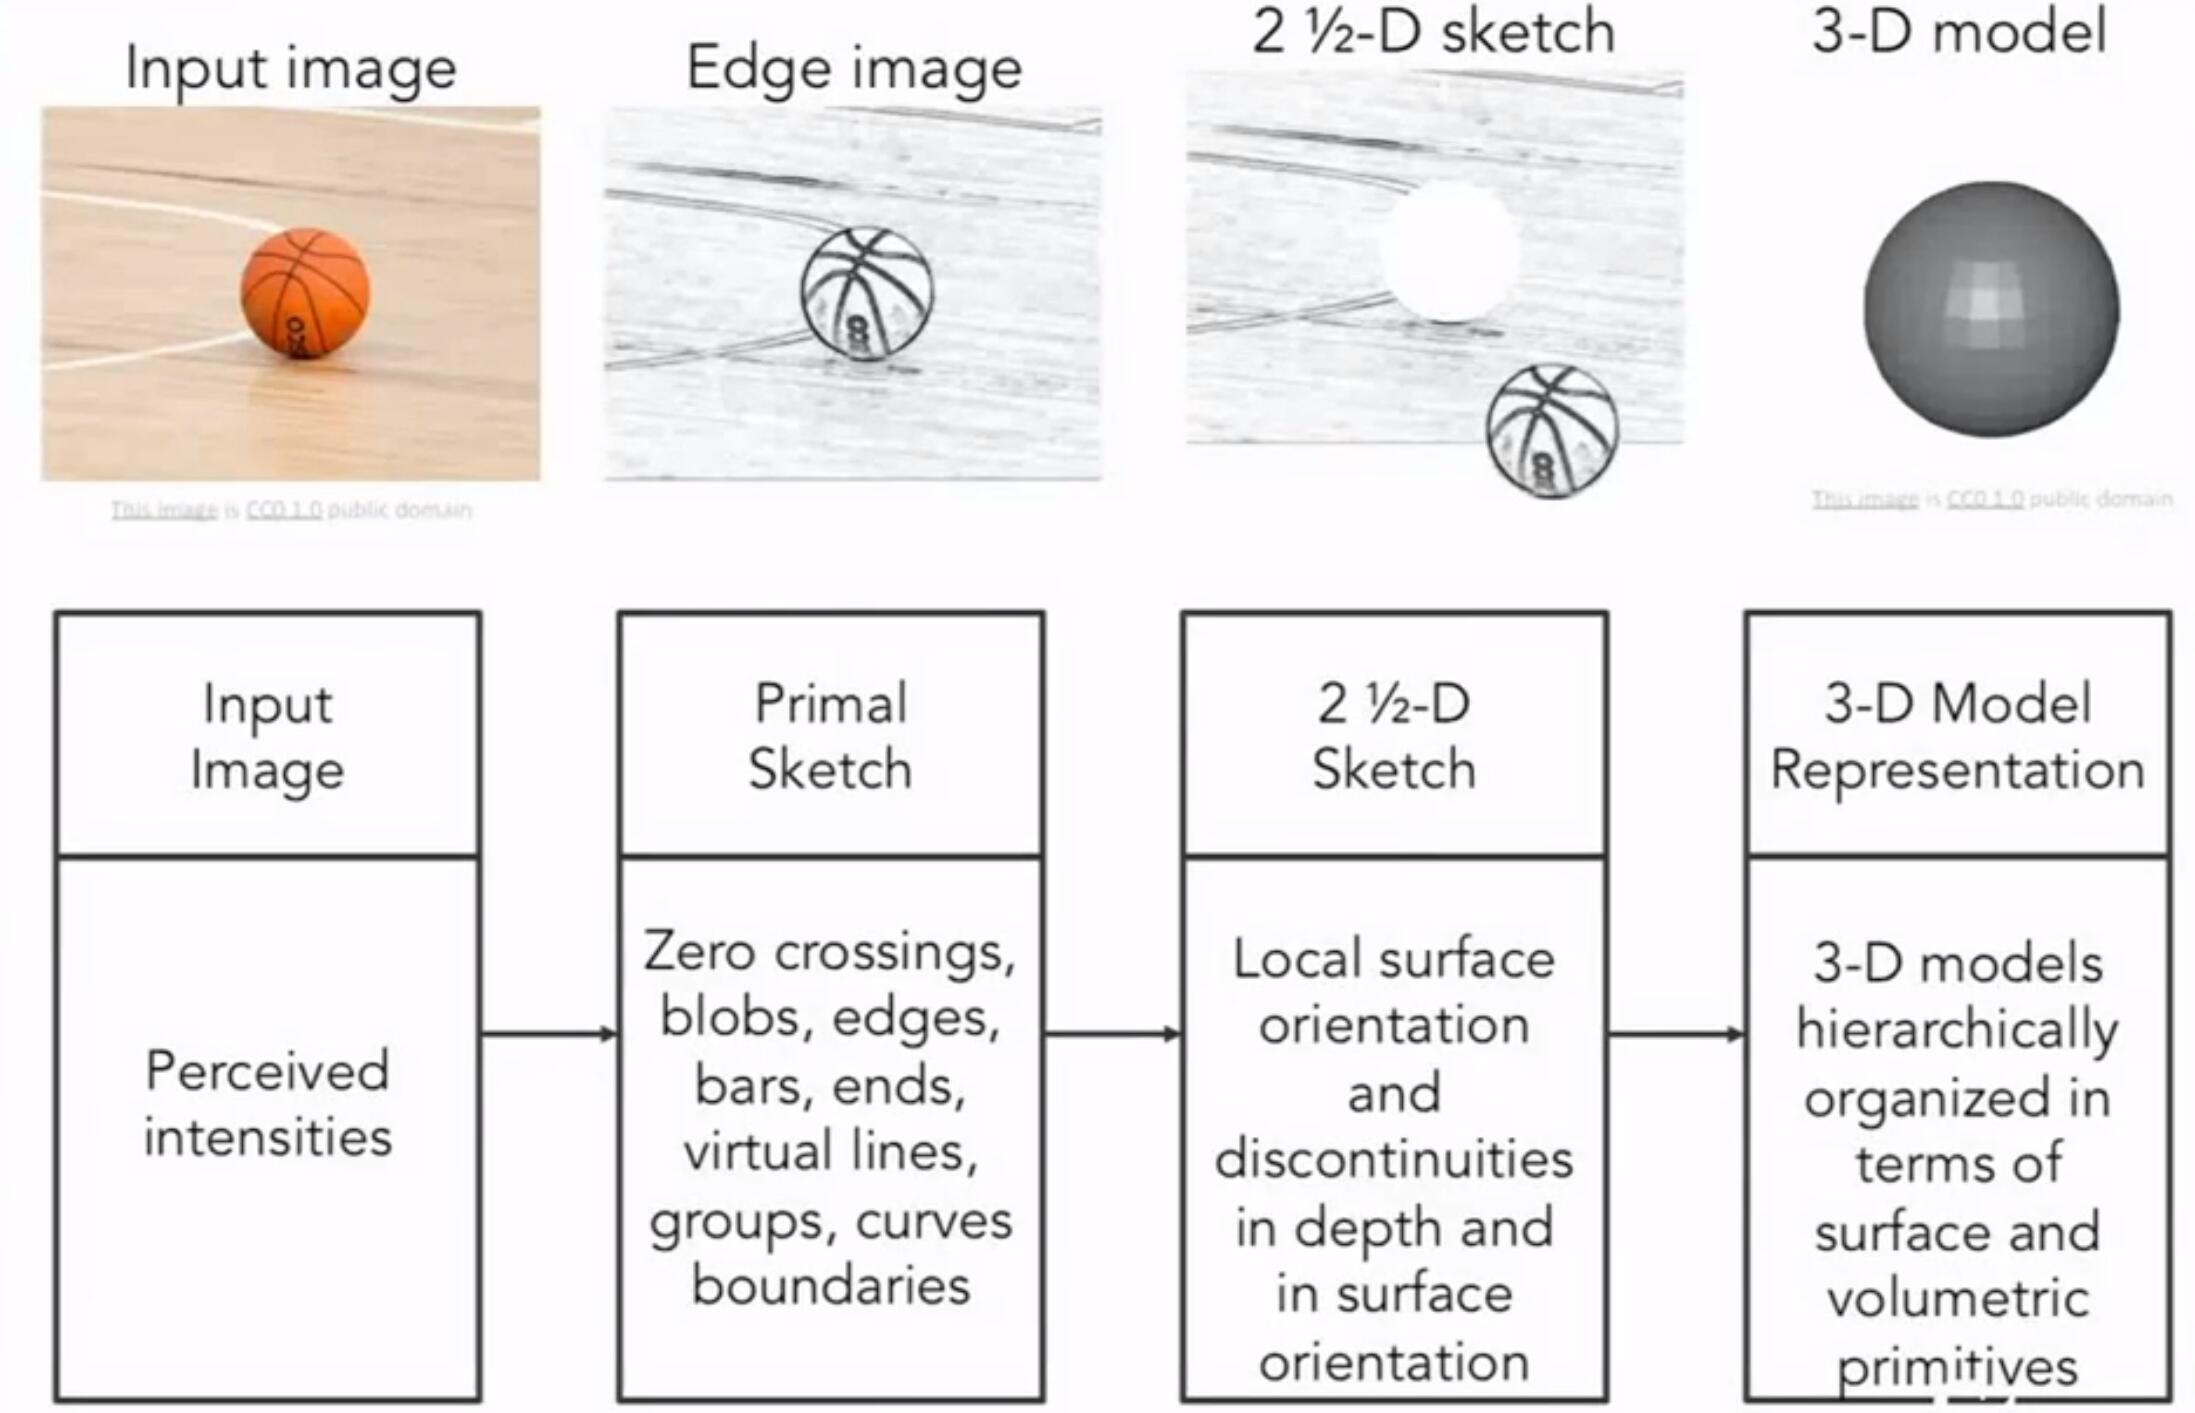 Input image
Edge image
2 ½-D sketch
3-D model
This image is CC0 1.0 public domain
This image is CC0 1.0 public domain
Input
Image
Perceived
intensities
Primal
Sketch
Zero crossings,
blobs, edges,
bars, ends,
virtual lines,
groups, curves
boundaries
2 ½-D
Sketch
Local surface
orientation
and
discontinuities
in depth and
in surface
orientation
3-D Model
Representation
3-D models
hierarchically
organized in
terms of
surface and
volumetric
primitives